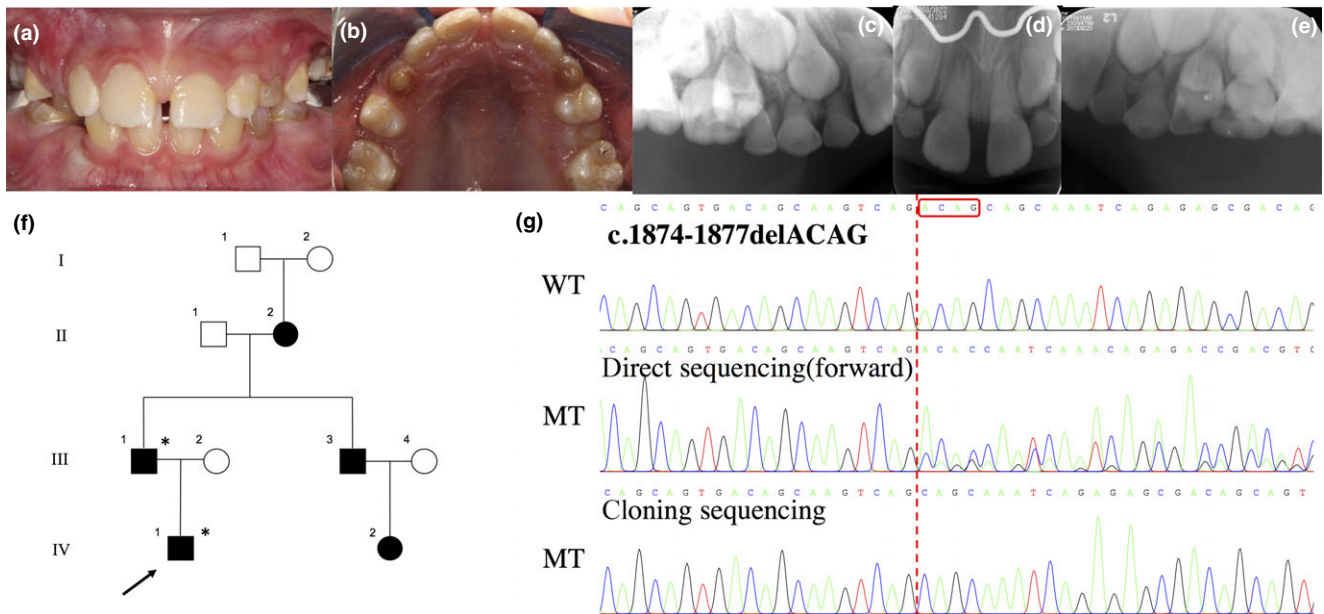 (a)
(b)
(c)
(d)
(e)
(f)
I
1
2
II
1
2
III
1
*
2
3
4
IV
1
*
2
(g)
C A G C A G T G A C A G C A A G T C A G A C A G C A G C A A A T C A G A G A G C G A C A G
c.1874-1877delACAG
WT
C A G C A G T G A C A G C A A G T C A G A C A C C A A T C A A A C A G A G A C C G A C G T G
Direct sequencing(forward)
MT
C A G C A G T G A C A G C A A G T C A G C A G C A A A T C A G A G A G C G A C A G C A G T
Cloning sequencing
MT